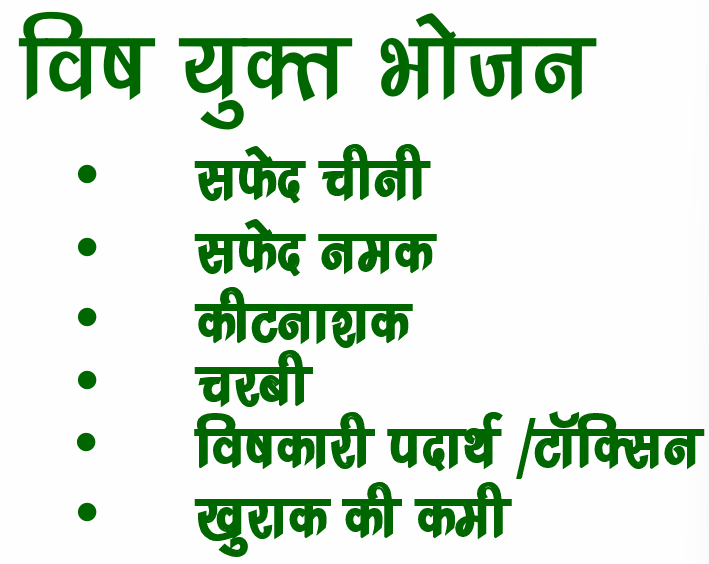 विष युक्त भोजन
• सफेद चीनी
• सफेद नमक
• कीटनाशक
• चरबी
• विषकारी पदार्थ /टॉक्सिन
• खुराक की कमी